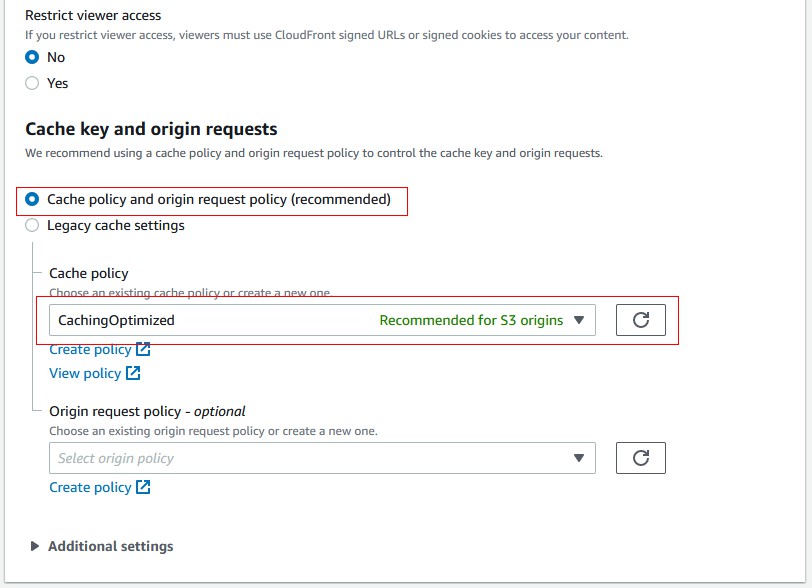 Restrict viewer access
If you restrict viewer access, viewers must use CloudFront signed URLs or signed cookies to access your content.
No
Yes
Cache key and origin requests
We recommend using a cache policy and origin request policy to control the cache key and origin requests.
Cache policy and origin request policy (recommended)
Legacy cache settings
Cache policy
Choose an existing cache policy or create a new one.
CachingOptimized Recommended for S3 origins
Create policy
View policy
Origin request policy - optional
Choose an existing origin request policy or create a new one.
Select origin policy
Create policy
Additional settings